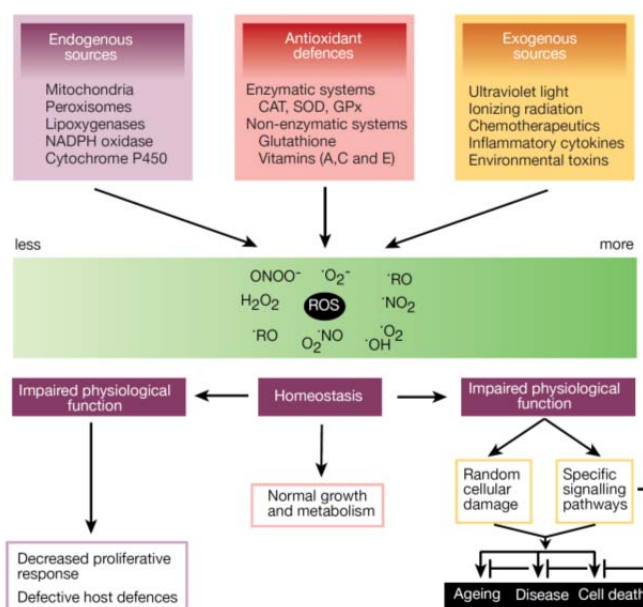 Endogenous
sources
Mitochondria
Peroxisomes
Lipoxygenases
NADPH oxidase
Cytochrome P450
Antioxidant
defences
Enzymatic systems
CAT, SOD, GPx
Non-enzymatic systems
Glutathione
Vitamins (A,C and E)
Exogenous
sources
Ultraviolet light
Ionizing radiation
Chemotherapeutics
Inflammatory cytokines
Environmental toxins
less
more
ONOO⁻ ˙O₂⁻ ˙RO
H₂O₂ ROS ˙NO₂
˙RO O₂ ˙NO ˙OH ˙O₂
Impaired physiological
function
Homeostasis
Impaired physiological
function
Normal growth
and metabolism
Random
cellular
damage
Specific
signalling
pathways
Decreased proliferative
response
Defective host defences
Ageing Disease Cell death